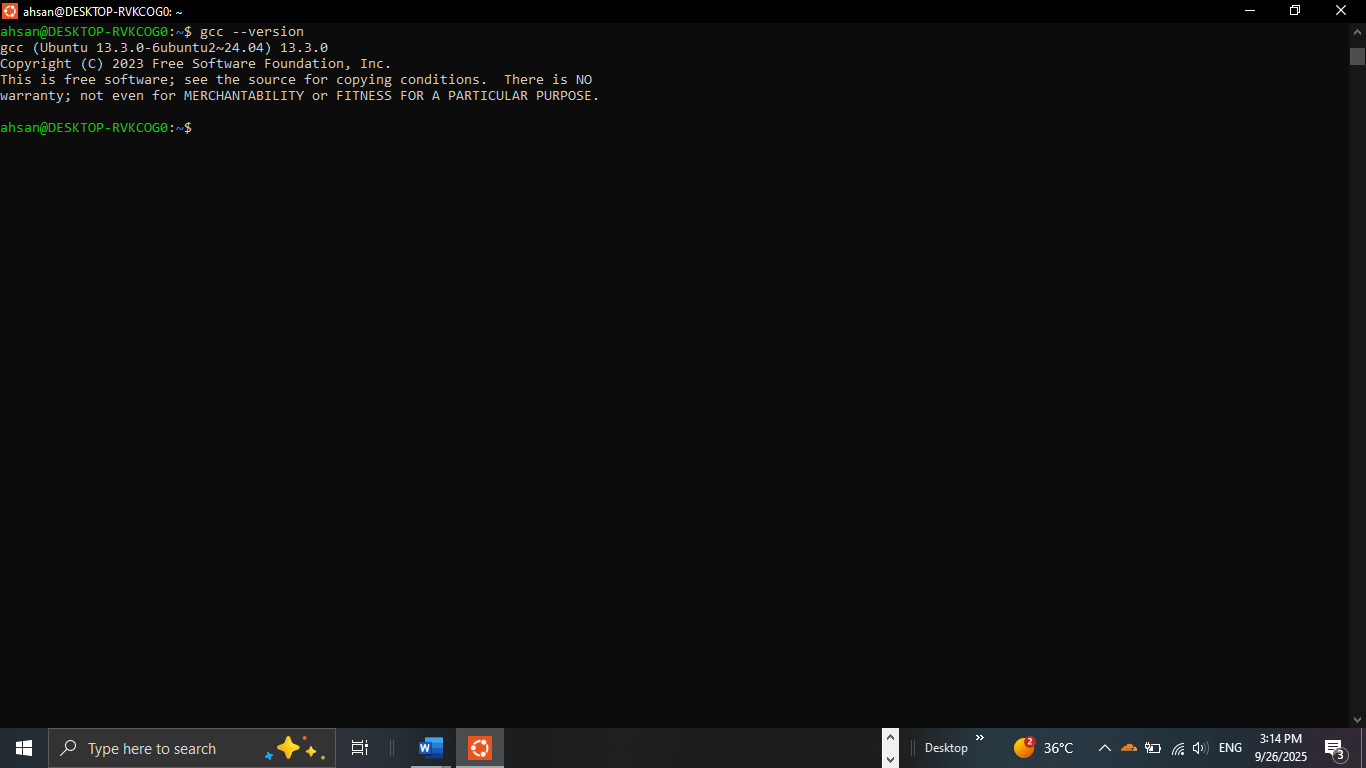 ahsan@DESKTOP-RVKCOG0: ~
ahsan@DESKTOP-RVKCOG0:~$ gcc --version
gcc (Ubuntu 13.3.0-6ubuntu2~24.04) 13.3.0
Copyright (C) 2023 Free Software Foundation, Inc.
This is free software; see the source for copying conditions.  There is NO
warranty; not even for MERCHANTABILITY or FITNESS FOR A PARTICULAR PURPOSE.
ahsan@DESKTOP-RVKCOG0:~$
Type here to search
W
Desktop
»
2
36°C
ENG
3:14 PM
9/26/2025
3